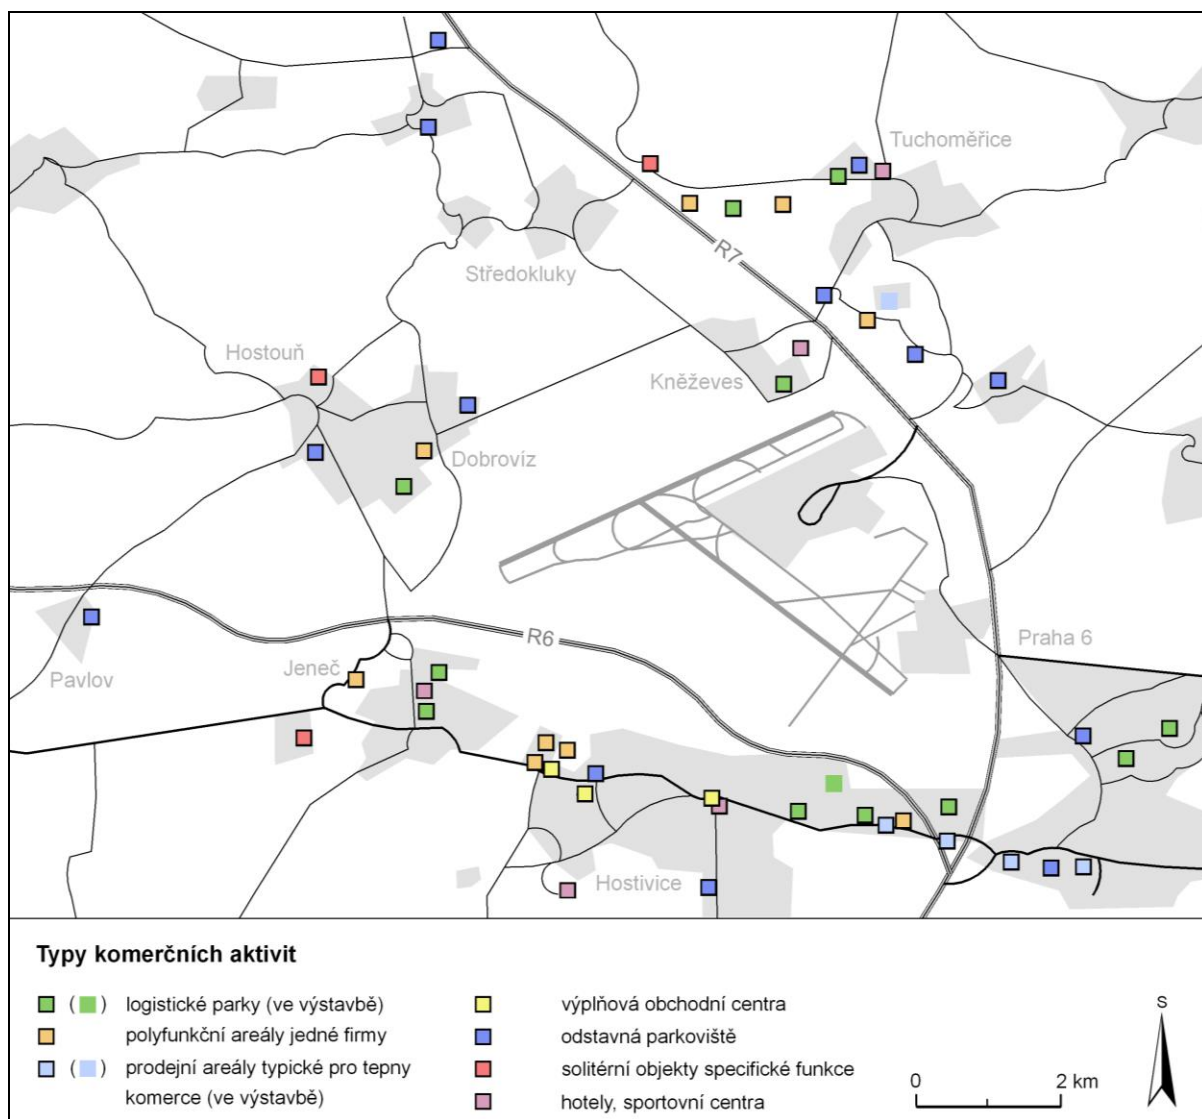 Tuchoměřice
R7
Středokluky
Hostouň
Kněževes
Dobrovíz
R6
Praha 6
Jeneč
Pavlov
Hostivice
Typy komerčních aktivit
( ) logistické parky (ve výstavbě)
polyfunkční areály jedné firmy
( ) prodejní areály typické pro tepny
komerce (ve výstavbě)
výplňová obchodní centra
odstavná parkoviště
solitérní objekty specifické funkce
hotely, sportovní centra
0 2 km
S